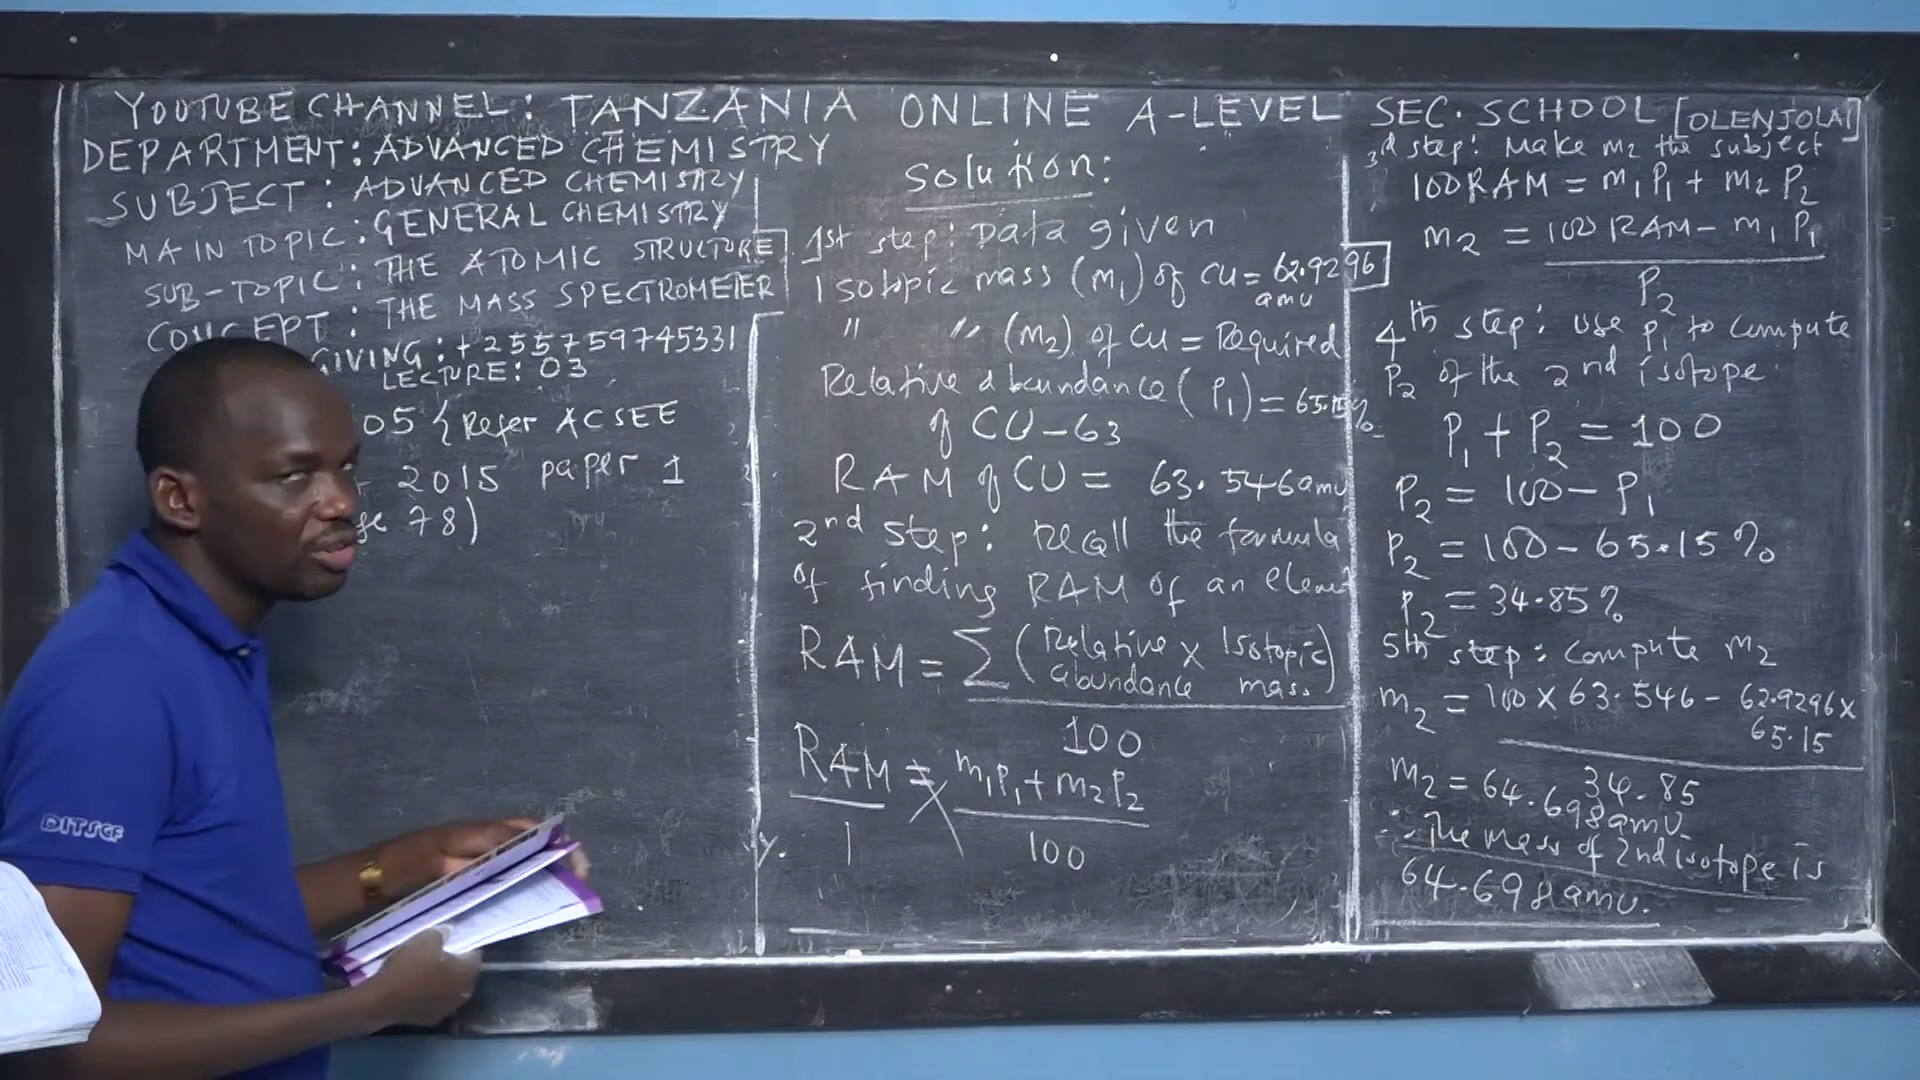 YOUTUBE CHANNEL: TANZANIA ONLINE A-LEVEL SEC. SCHOOL [OLENJOLAI]
DEPARTMENT: ADVANCED CHEMISTRY
SUBJECT: ADVANCED CHEMISTRY
MAIN TOPIC: GENERAL CHEMISTRY
SUB-TOPIC: THE ATOMIC STRUCTURE
CONCEPT: THE MASS SPECTROMETER
GIVING: +255759745331
LECTURE: 03
05 {Refer ACSEE
2015 paper 1
78)
Solution:
1st step: Data given
Isotopic mass (m₁) of CU = 62.9296 amu
" " (m₂) of CU = Required
Relative abundance (P₁) = 65.15%
of CU-63
RAM of CU = 63.546amu
2nd step: recall the formula
of finding RAM of an
RAM = ∑ (Relative abundance × Isotopic mass)
100
RAM = m₁P₁ + m₂P₂
1 100
3rd step: Make m₂ the subject
100RAM = m₁P₁ + m₂P₂
m₂ = 100RAM - m₁P₁
P₂
4th step: use P₁ to compute
P₂ of the 2nd isotope.
P₁ + P₂ = 100
P₂ = 100 - P₁
P₂ = 100 - 65.15%
P₂ = 34.85%
5th step: compute m₂
m₂ = 100 × 63.546 - 62.9296 × 65.15
34.85
m₂ = 64.698amu.
∴ The mass of 2nd isotope is
64.698amu.
DITSCF